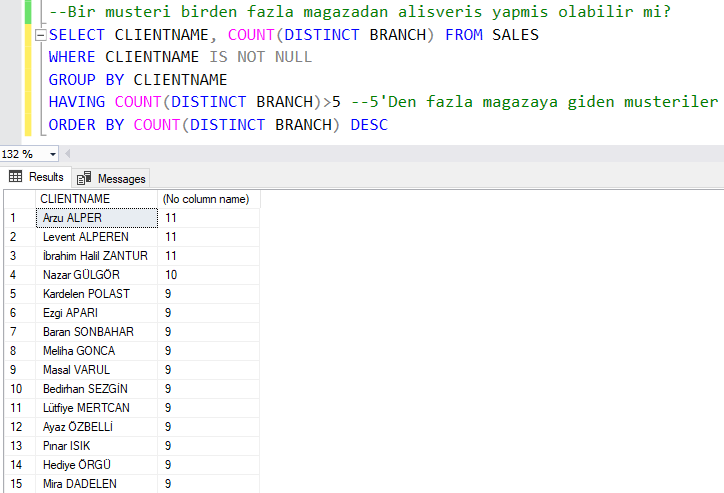 --Bir musteri birden fazla magazadan alisveris yapmis olabilir mi?
SELECT CLIENTNAME, COUNT(DISTINCT BRANCH) FROM SALES
WHERE CLIENTNAME IS NOT NULL
GROUP BY CLIENTNAME
HAVING COUNT(DISTINCT BRANCH)>5 --5'Den fazla magazaya giden musteriler
ORDER BY COUNT(DISTINCT BRANCH) DESC
132 %
Results Messages
CLIENTNAME (No column name)
1 Arzu ALPER 11
2 Levent ALPEREN 11
3 İbrahim Halil ZANTUR 11
4 Nazar GÜLGÖR 10
5 Kardelen POLAST 9
6 Ezgi APARI 9
7 Baran SONBAHAR 9
8 Meliha GONCA 9
9 Masal VARUL 9
10 Bedirhan SEZGİN 9
11 Lütfiye MERTCAN 9
12 Ayaz ÖZBELLİ 9
13 Pınar ISIK 9
14 Hediye ÖRGÜ 9
15 Mira DADELEN 9